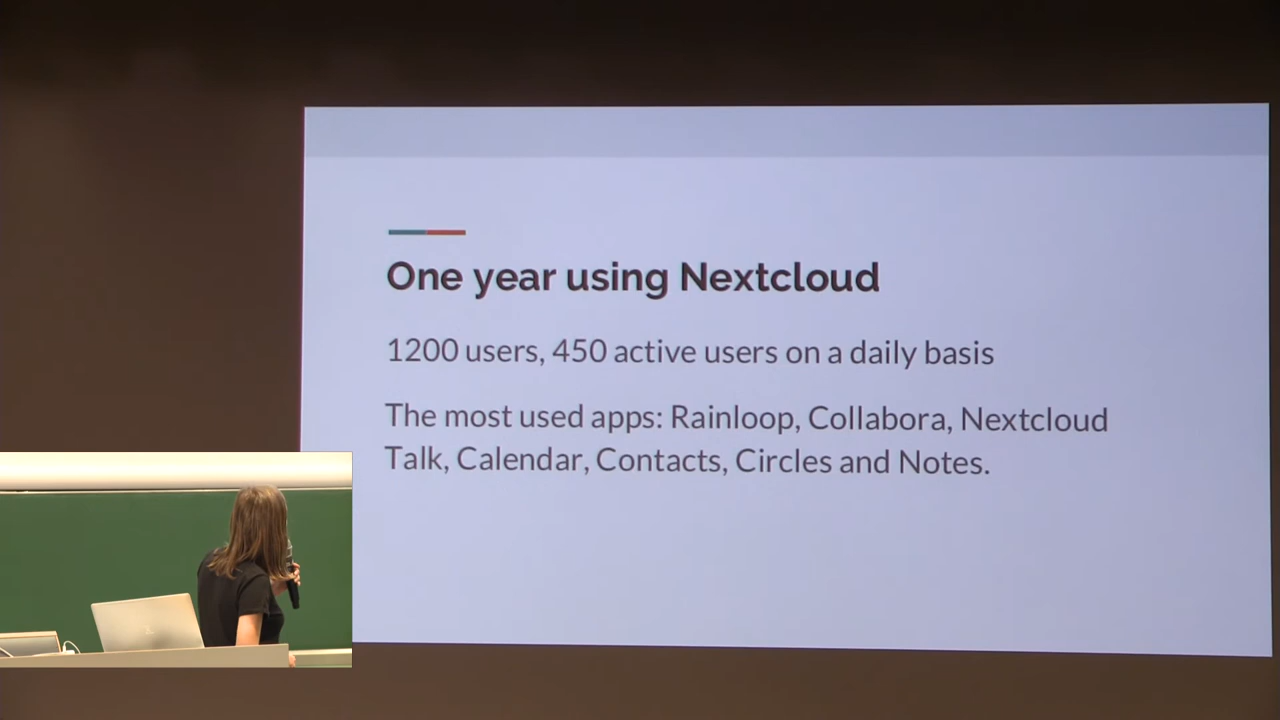 One year using Nextcloud
1200 users, 450 active users on a daily basis
The most used apps: Rainloop, Collabora, Nextcloud
Talk, Calendar, Contacts, Circles and Notes.